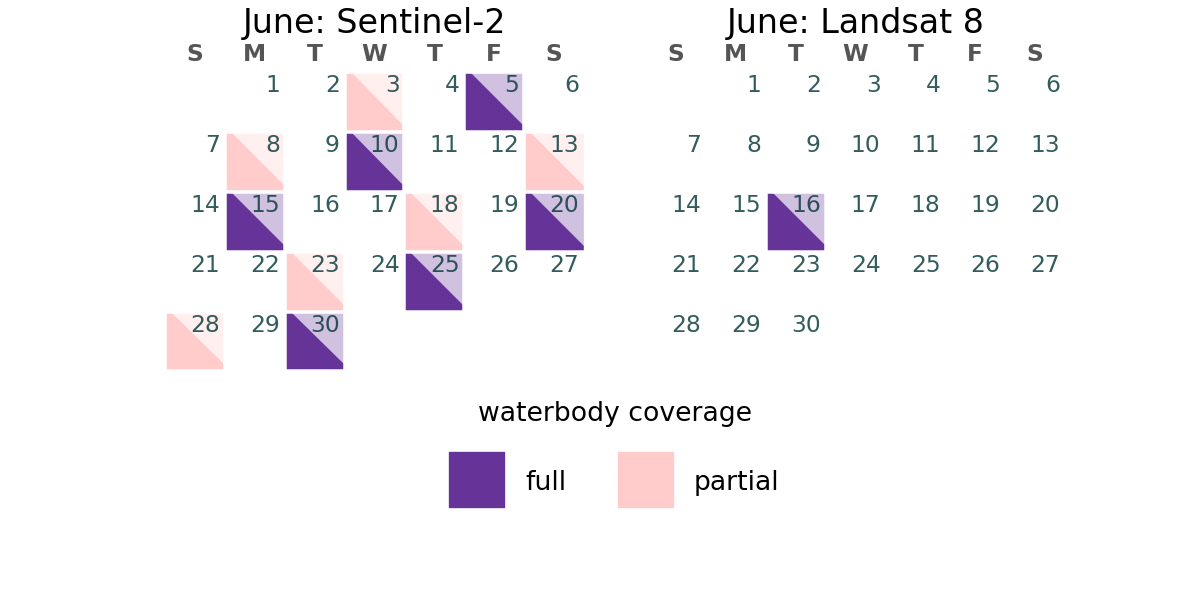 June: Sentinel-2
S M T W T F S
1 2 3 4 5 6
7 8 9 10 11 12 13
14 15 16 17 18 19 20
21 22 23 24 25 26 27
28 29 30
June: Landsat 8
S M T W T F S
1 2 3 4 5 6
7 8 9 10 11 12 13
14 15 16 17 18 19 20
21 22 23 24 25 26 27
28 29 30
waterbody coverage
full
partial